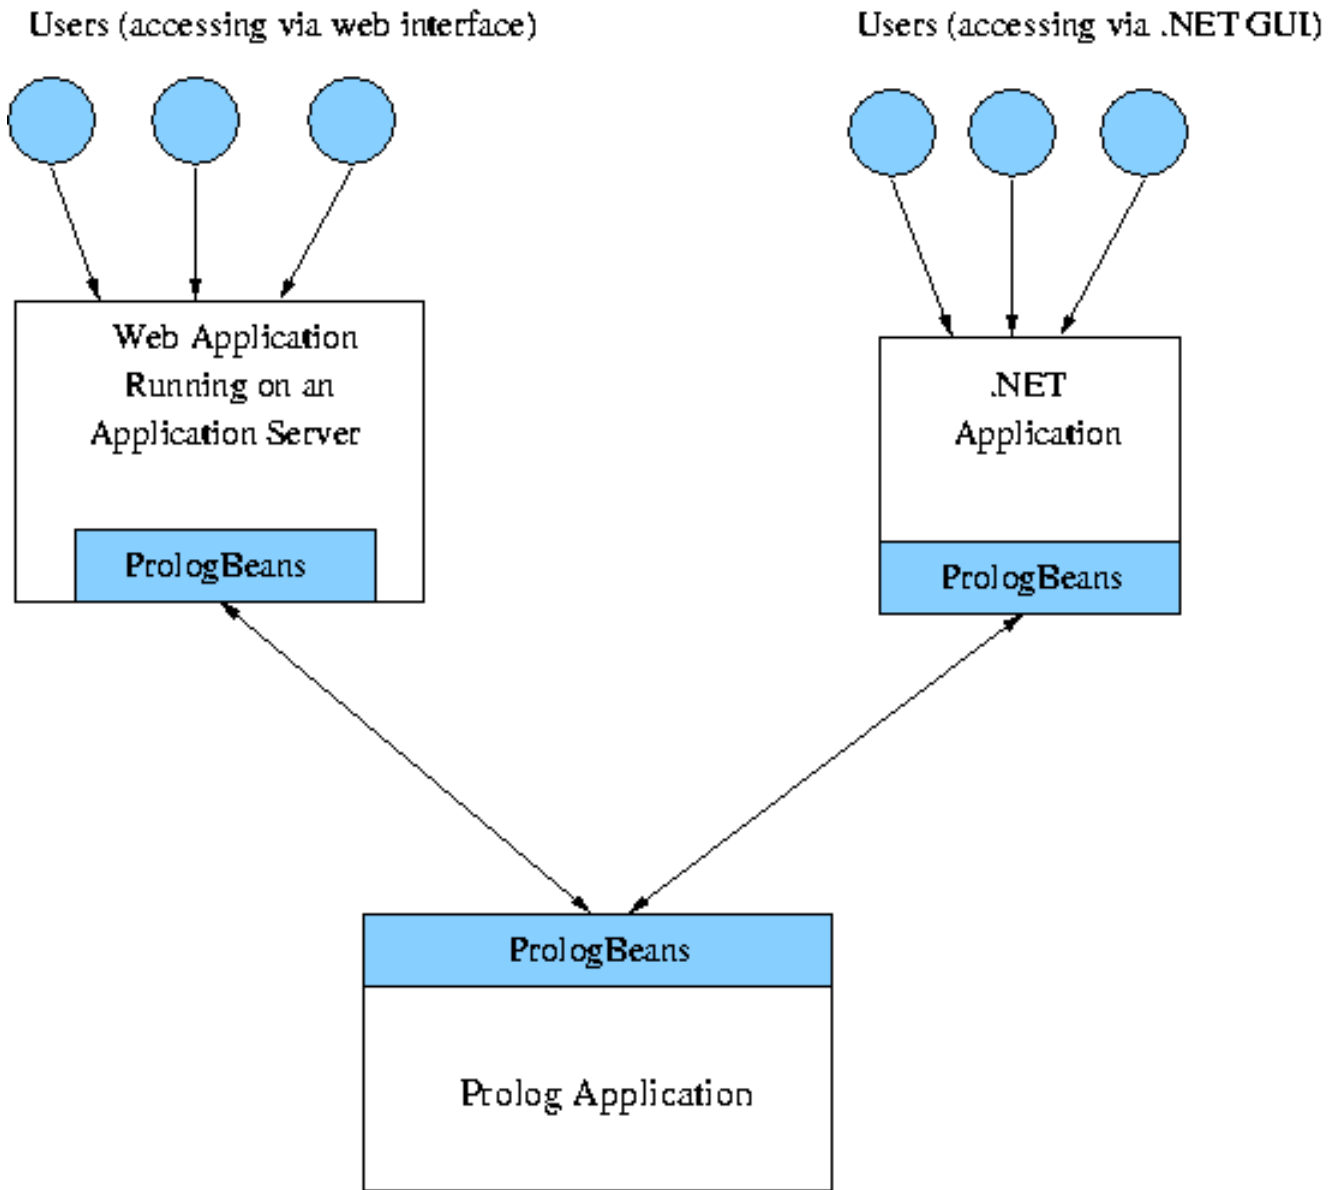 Users (accessing via web interface)
Users (accessing via .NET GUI)
Web Application
Running on an
Application Server
PrologBeans
.NET
Application
PrologBeans
PrologBeans
Prolog Application